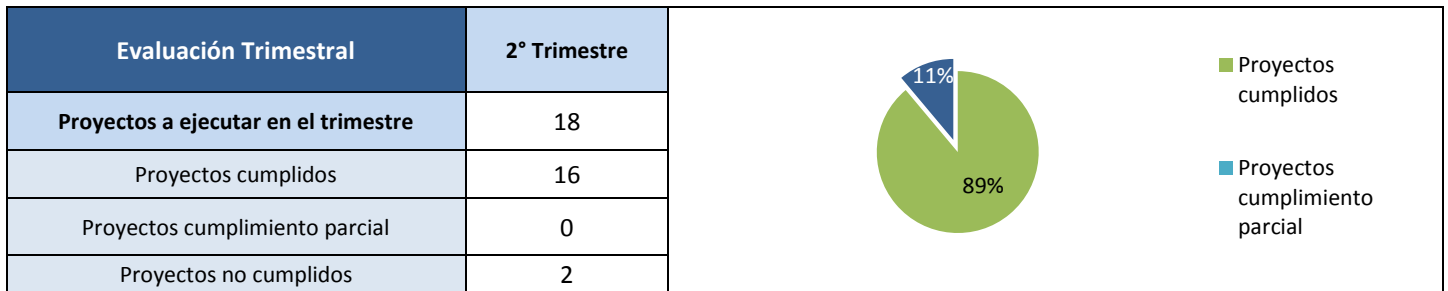 Evaluación Trimestral 2° Trimestre
Proyectos a ejecutar en el trimestre 18
Proyectos cumplidos 16
Proyectos cumplimiento parcial 0
Proyectos no cumplidos 2
11%
89%
Proyectos
cumplidos
Proyectos
cumplimiento
parcial